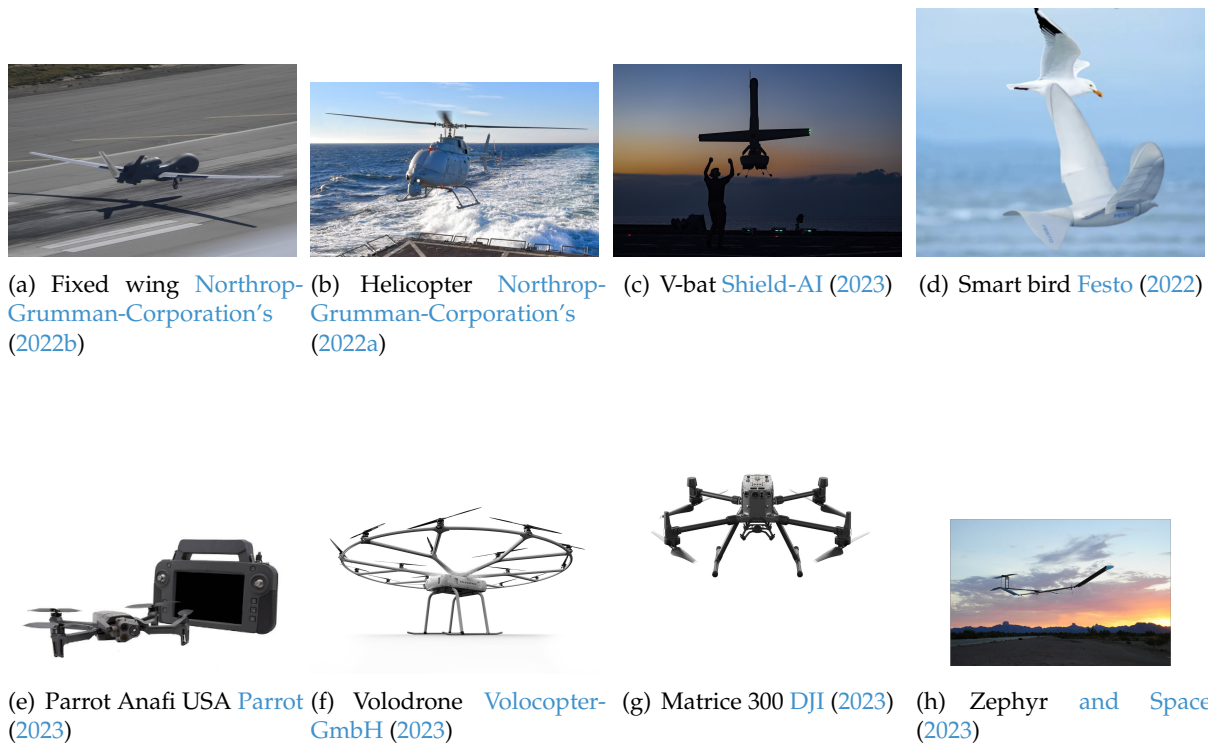 (a) Fixed wing Northrop-
Grumman-Corporation's
(2022b)
(b) Helicopter Northrop-
Grumman-Corporation's
(2022a)
(c) V-bat Shield-AI (2023)
(d) Smart bird Festo (2022)
(e) Parrot Anafi USA Parrot
(2023)
(f) Volodrone Volocopter-
GmbH (2023)
(g) Matrice 300 DJI (2023)
(h) Zephyr and Space
(2023)